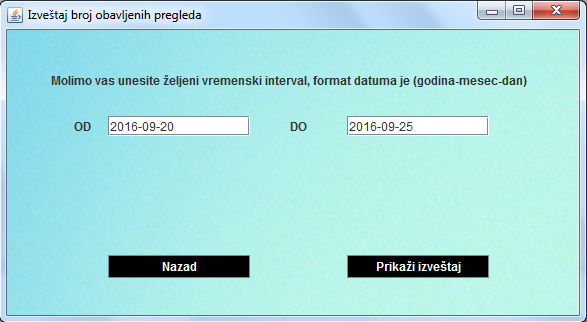 Izveštaj broj obavljenih pregleda
Molimo vas unesite željeni vremenski interval, format datuma je (godina-mesec-dan)
OD 2016-09-20 DO 2016-09-25
Nazad Prikaži izveštaj